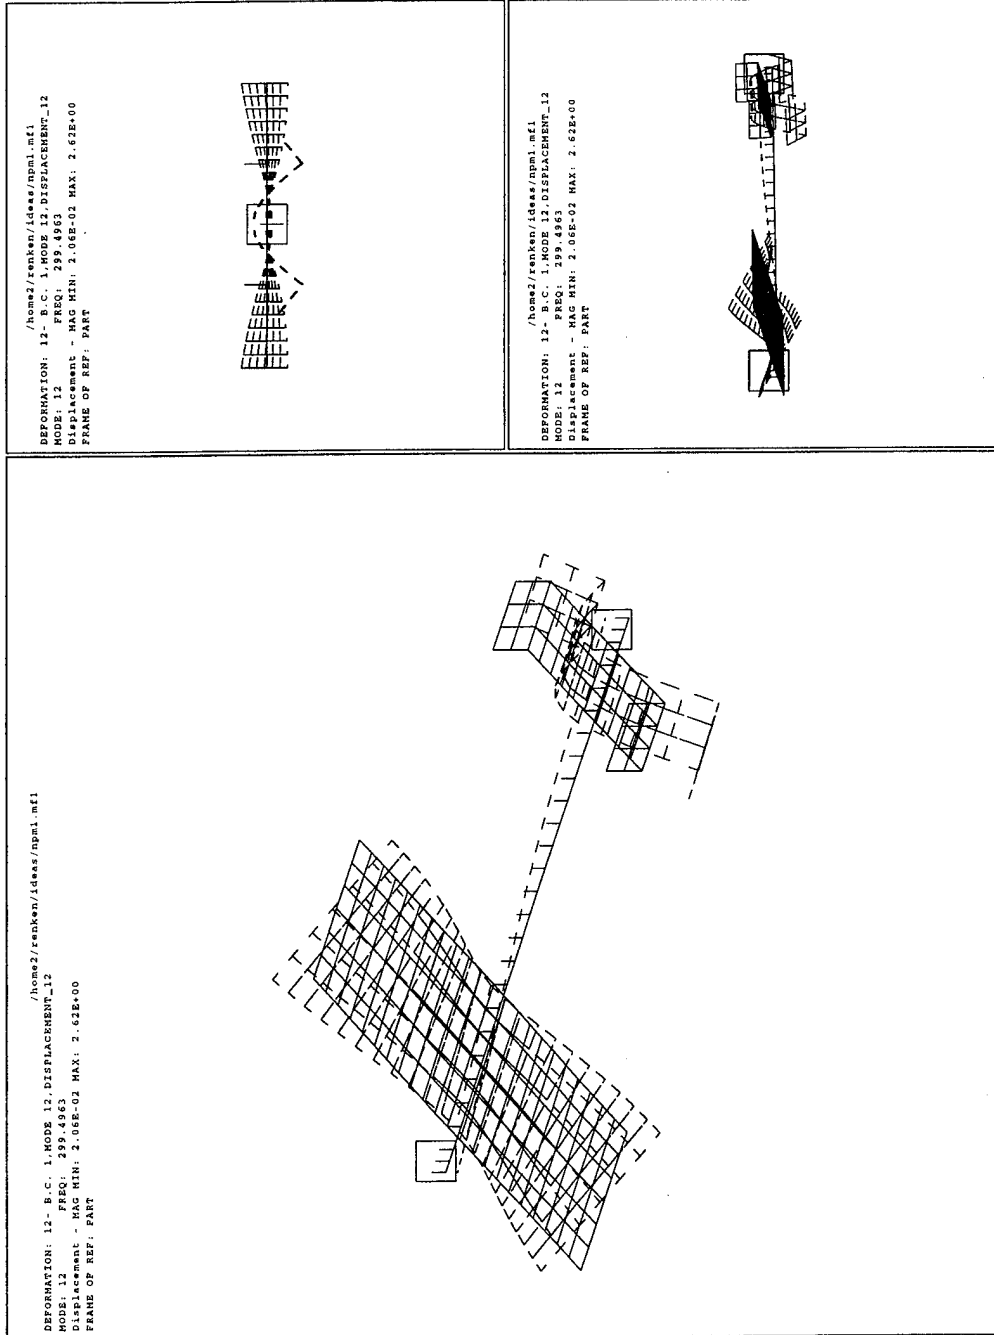 /home2/renken/ideas/npm1.mf1
DEFORMATION: 12- B.C. 1,MODE 12,DISPLACEMENT_12
MODE: 12 FREQ: 299.4963
Displacement - MAG MIN: 2.06E-02 MAX: 2.62E+00
FRAME OF REF: PART
/home2/renken/ideas/npm1.mf1
DEFORMATION: 12- B.C. 1,MODE 12,DISPLACEMENT_12
MODE: 12 FREQ: 299.4963
Displacement - MAG MIN: 2.06E-02 MAX: 2.62E+00
FRAME OF REF: PART
/home2/renken/ideas/npm1.mf1
DEFORMATION: 12- B.C. 1,MODE 12,DISPLACEMENT_12
MODE: 12 FREQ: 299.4963
Displacement - MAG MIN: 2.06E-02 MAX: 2.62E+00
FRAME OF REF: PART